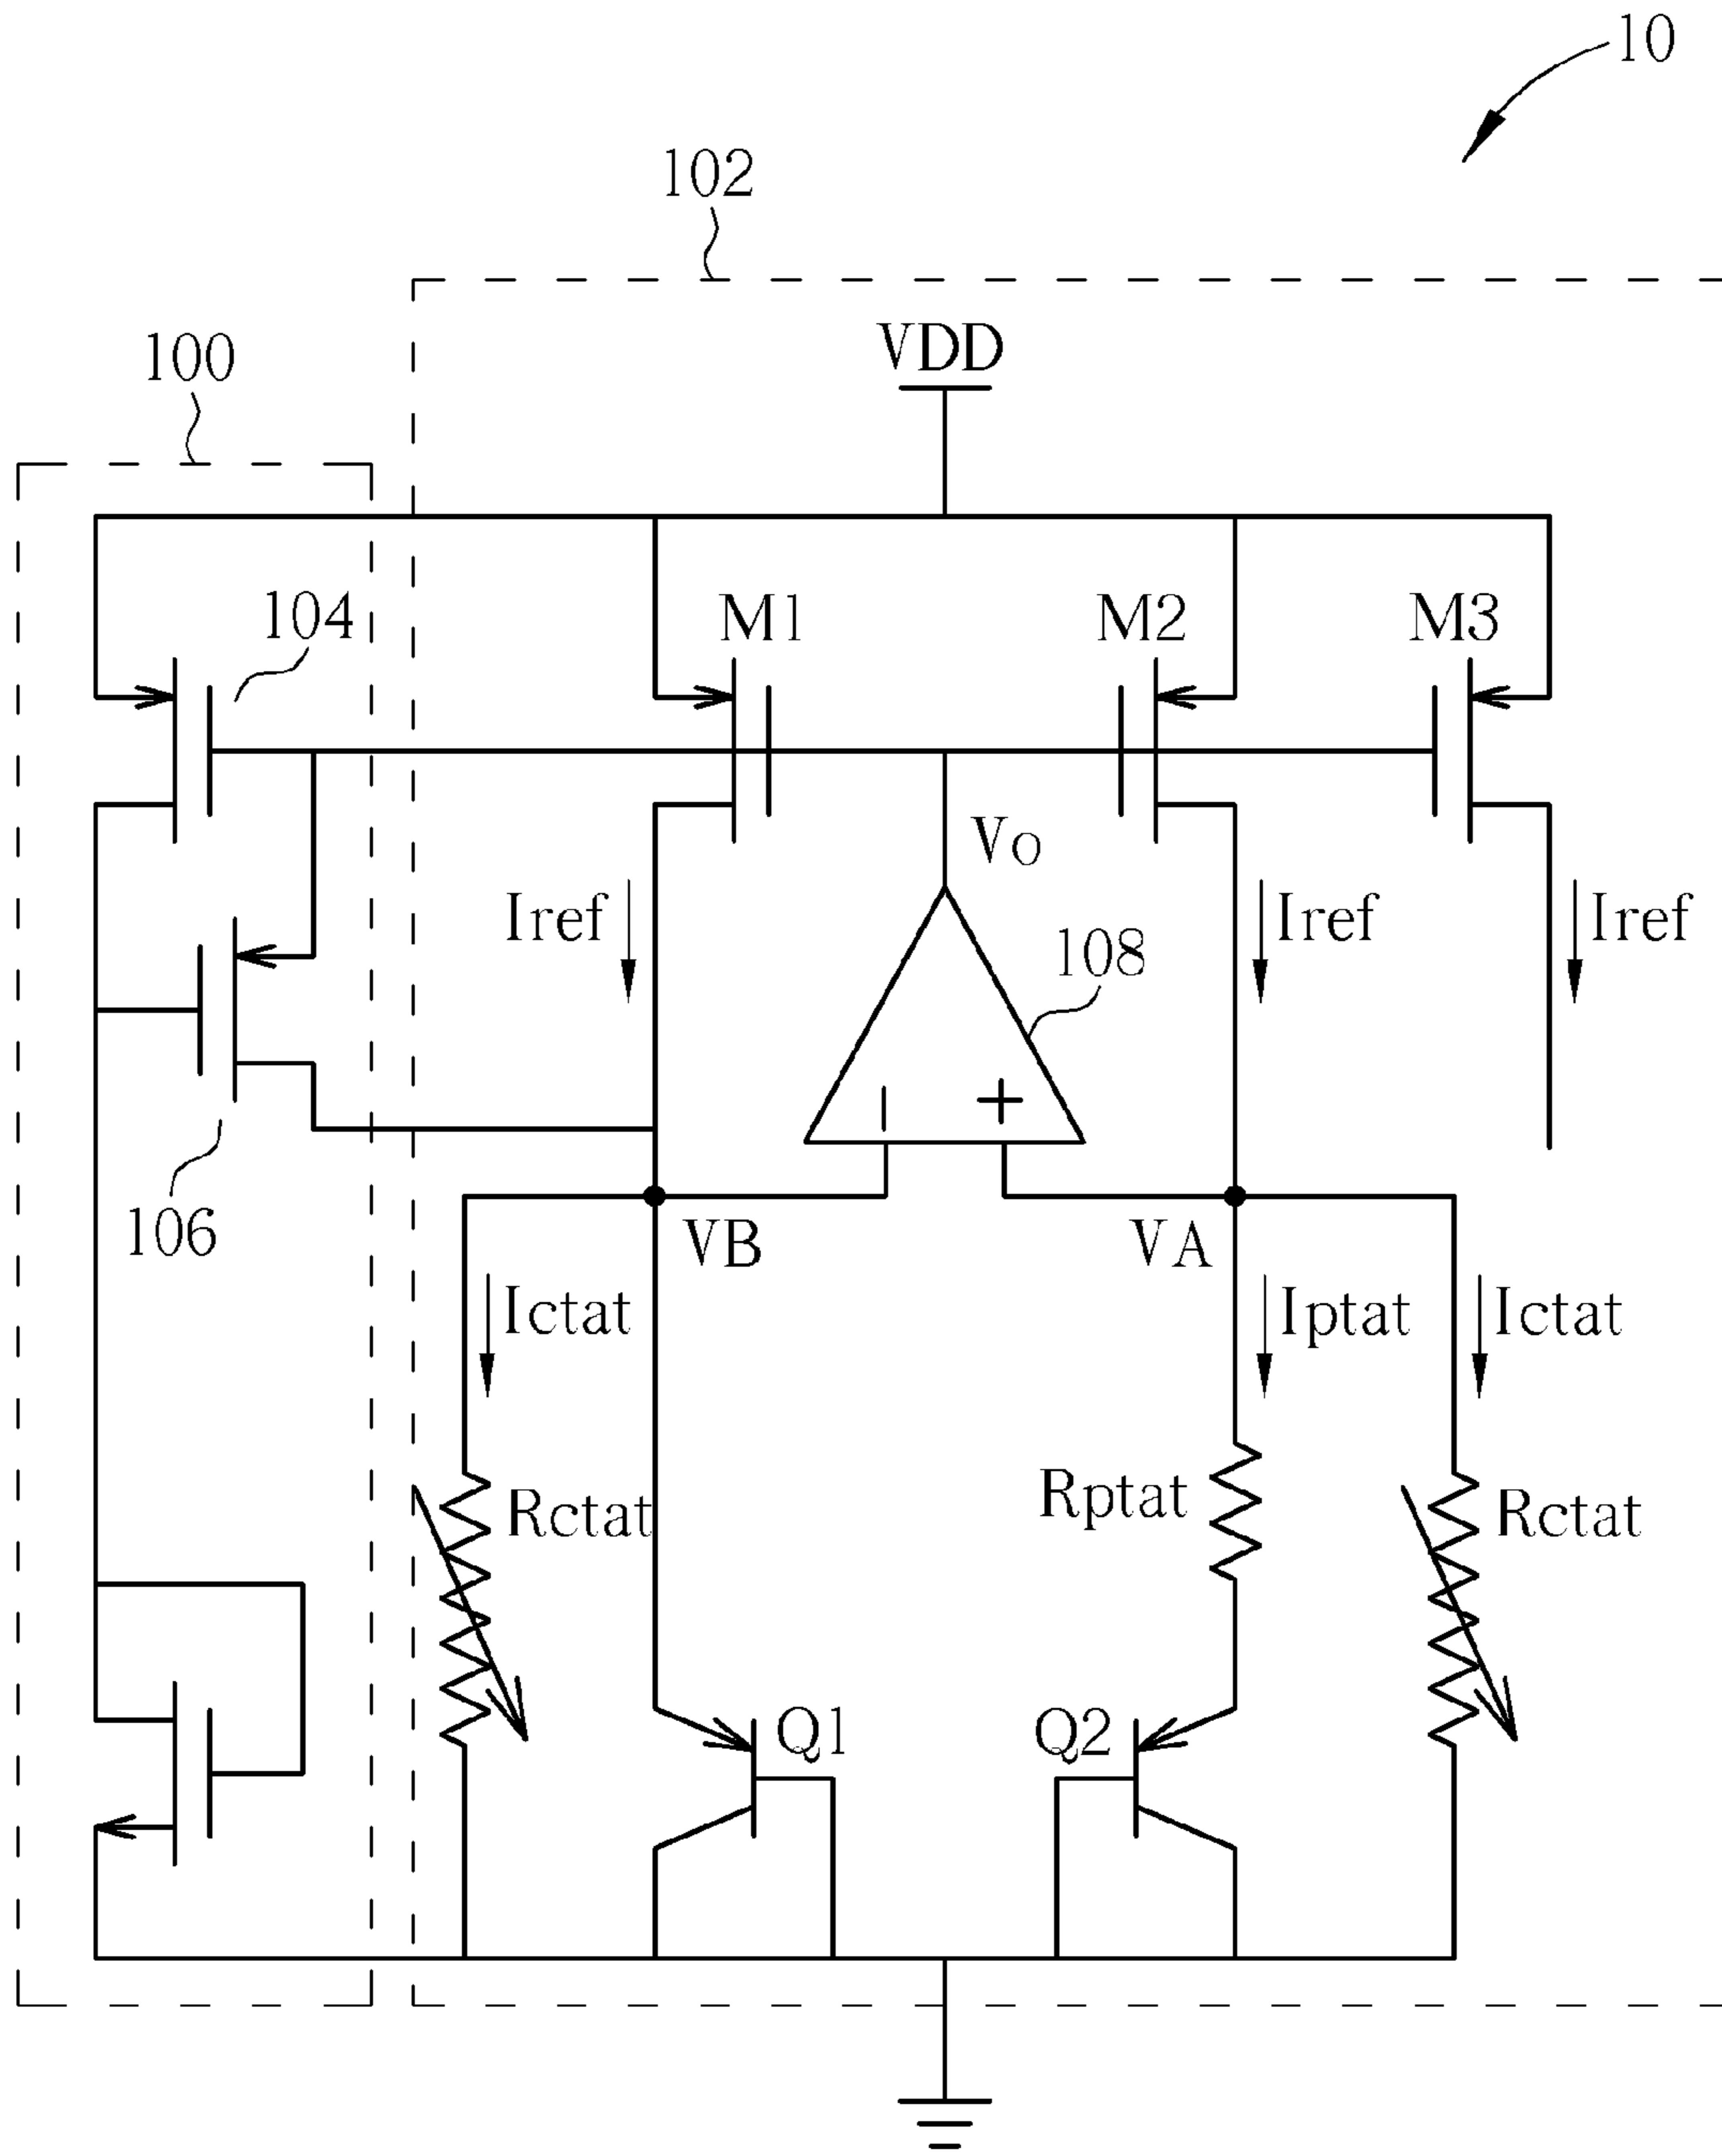 10
102
100
VDD
104
M1
M2
M3
Vo
Iref
Iref
Iref
108
− +
106
VB
VA
Ictat
Iptat
Ictat
Rctat
Rptat
Rctat
Q1
Q2